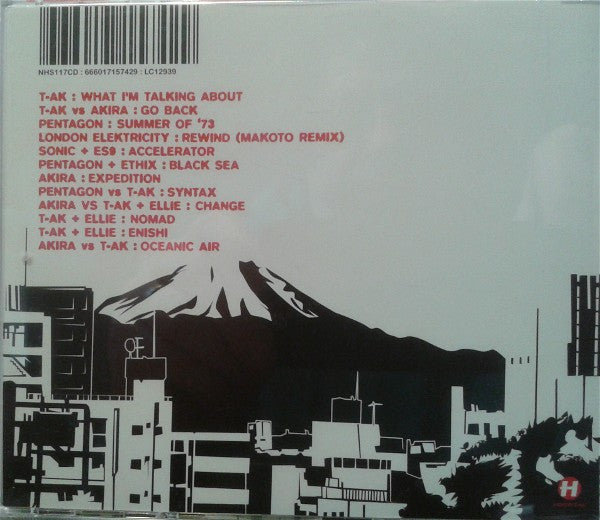 NHS117CD : 666017157429 : LC12939
T-AK : WHAT I'M TALKING ABOUT
T-AK vs AKIRA : GO BACK
PENTAGON : SUMMER OF '73
LONDON ELEKTRICITY : REWIND (MAKOTO REMIX)
SONIC + ES9 : ACCELERATOR
PENTAGON + ETHIX : BLACK SEA
AKIRA : EXPEDITION
PENTAGON vs T-AK : SYNTAX
AKIRA VS T-AK + ELLIE : CHANGE
T-AK + ELLIE : NOMAD
T-AK + ELLIE : ENISHI
AKIRA vs T-AK : OCEANIC AIR
H
HOSPITAL